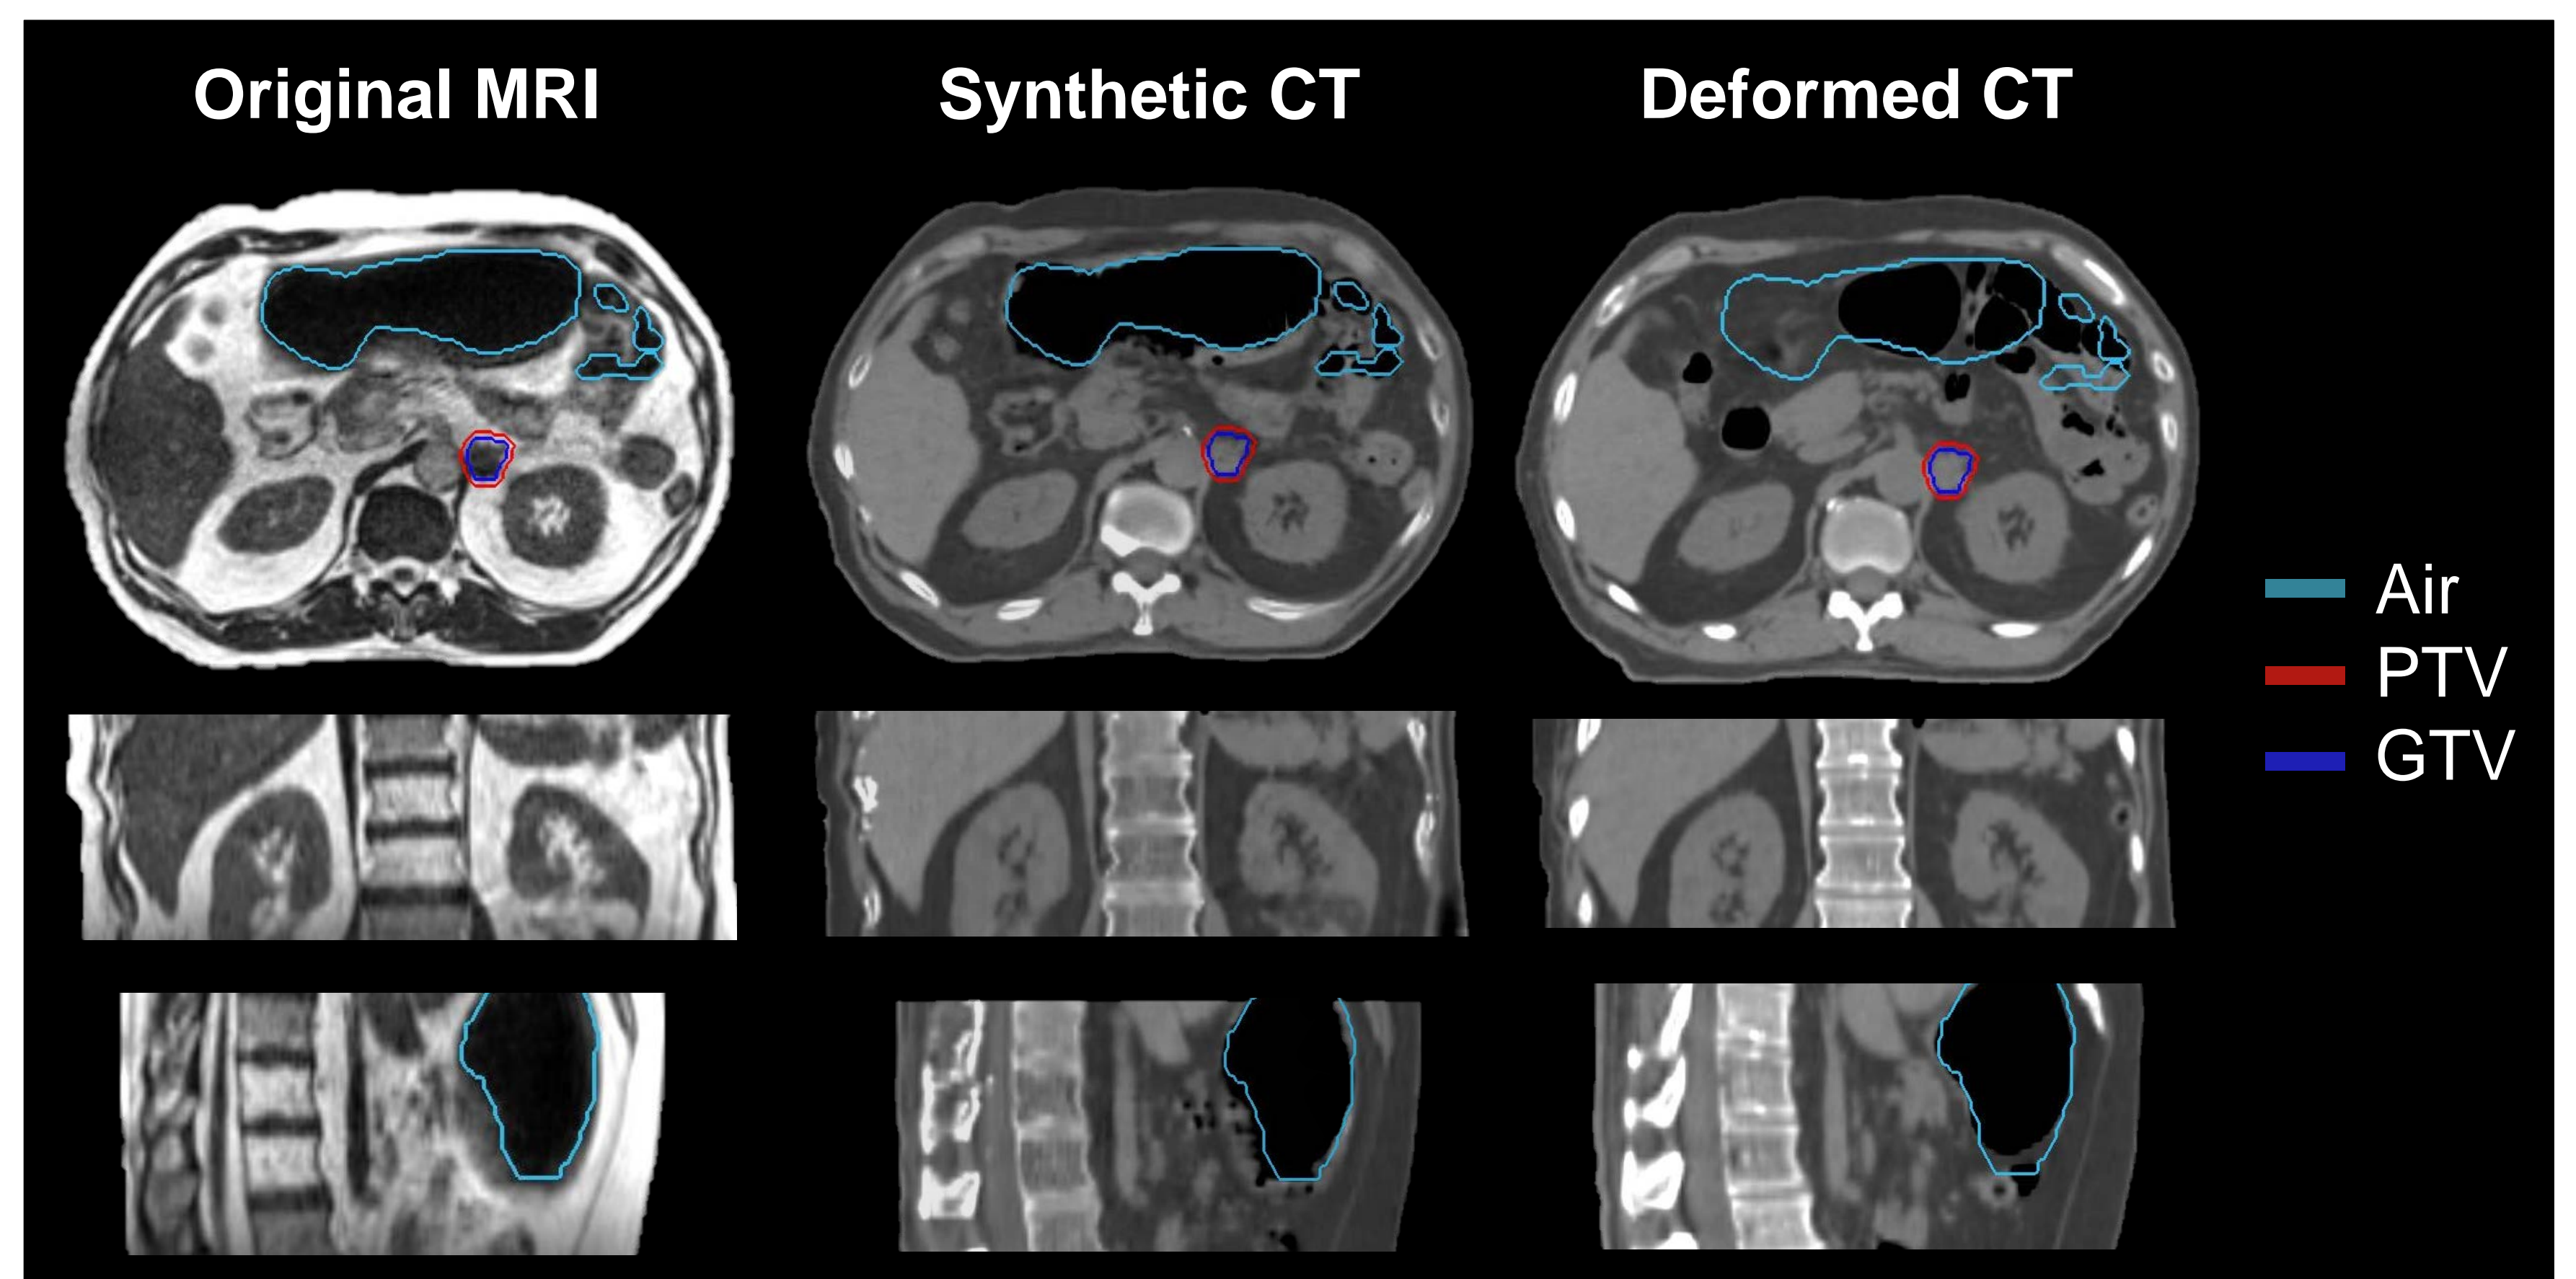 Original MRI
Synthetic CT
Deformed CT
Air
PTV
GTV